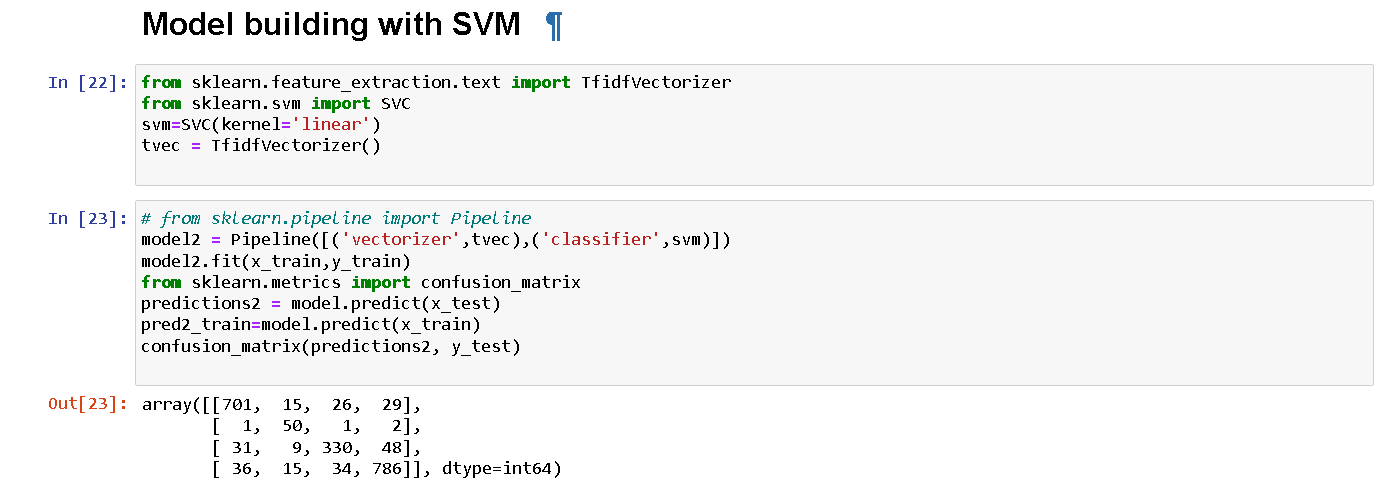 Model building with SVM ¶
In [22]:
from sklearn.feature_extraction.text import TfidfVectorizer
from sklearn.svm import SVC
svm=SVC(kernel='linear')
tvec = TfidfVectorizer()
In [23]:
# from sklearn.pipeline import Pipeline
model2 = Pipeline([('vectorizer',tvec),('classifier',svm)])
model2.fit(x_train,y_train)
from sklearn.metrics import confusion_matrix
predictions2 = model.predict(x_test)
pred2_train=model.predict(x_train)
confusion_matrix(predictions2, y_test)
Out[23]:
array([[701,  15,  26,  29],
       [  1,  50,   1,   2],
       [ 31,   9, 330,  48],
       [ 36,  15,  34, 786]], dtype=int64)